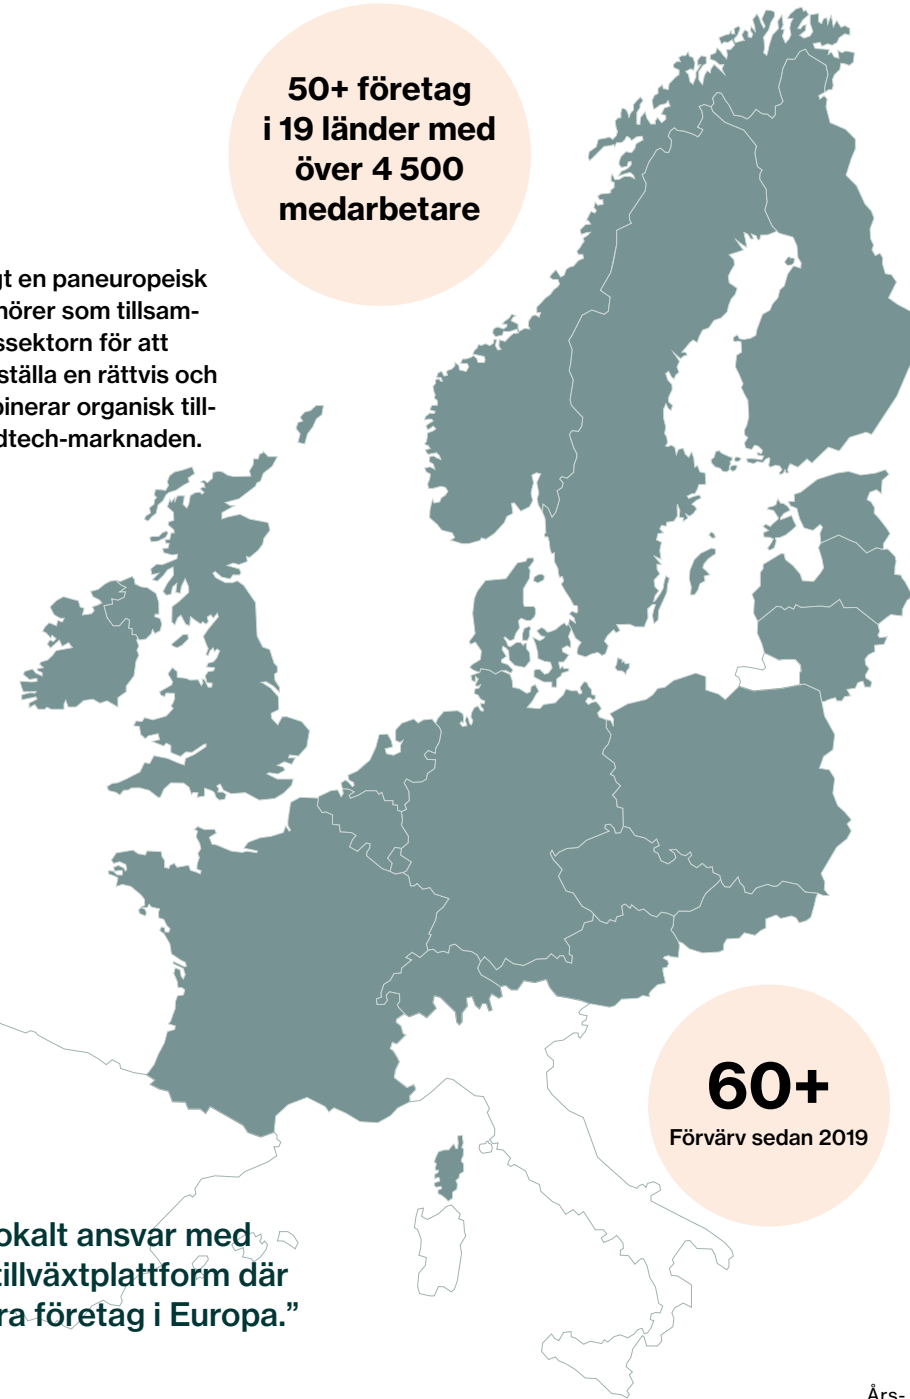 50+ företag
i 19 länder med
över 4 500
medarbetare
gt en paneuropeisk
nörer som tillsam-
ssektorn för att
ställa en rättvis och
binerar organisk till-
dtech-marknaden.
60+
Förvärv sedan 2019
okalt ansvar med
tillväxtplattform där
ra företag i Europa.”
Års-